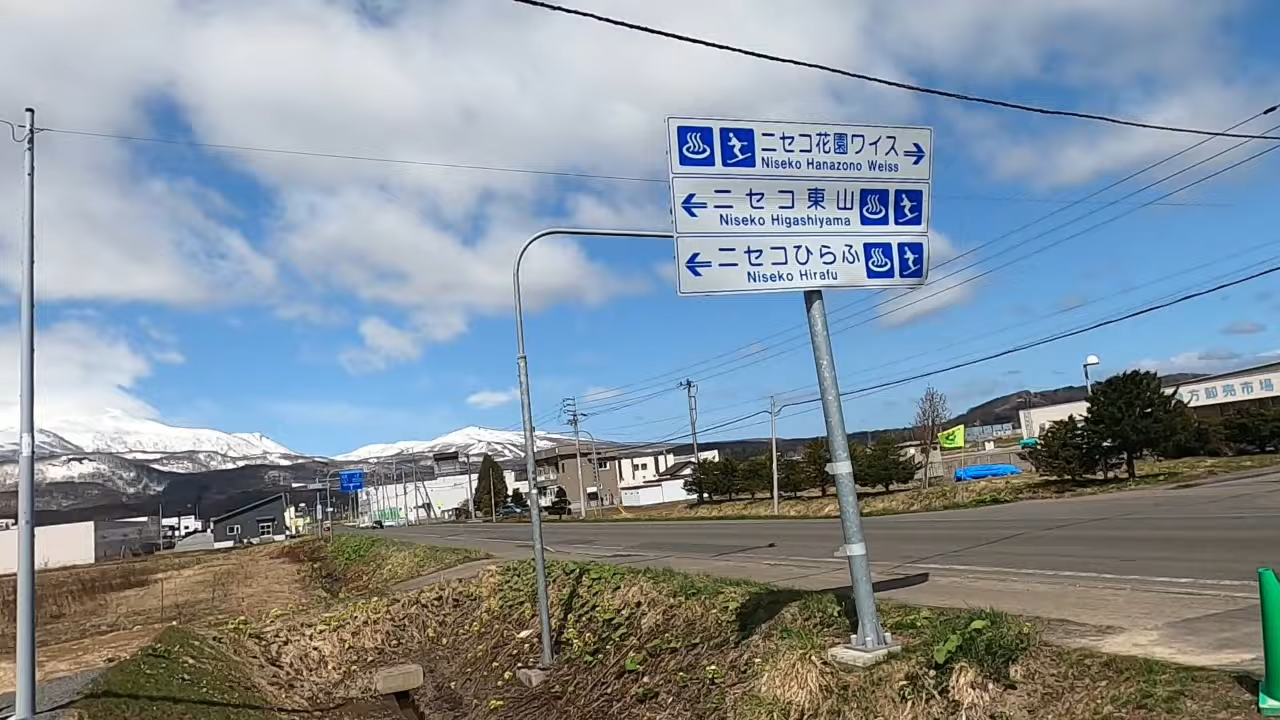 ニセコ花園ワイス
Niseko Hanazono Weiss
ニセコ東山
Niseko Higashiyama
ニセコひらふ
Niseko Hirafu
方卸売市場